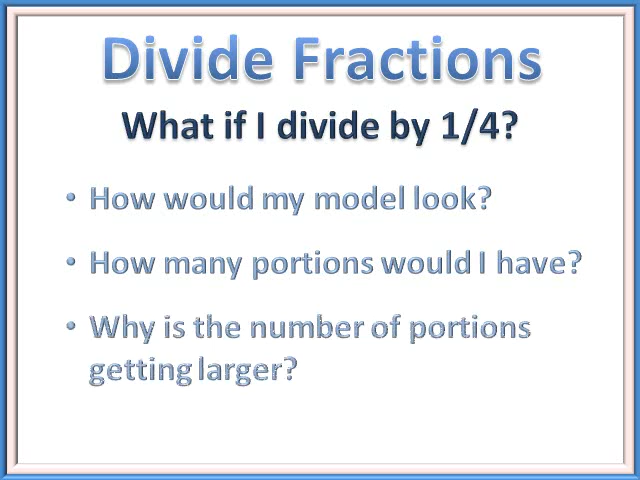 Divide Fractions
What if I divide by 1/4?
• How would my model look?
• How many portions would I have?
• Why is the number of portions
getting larger?